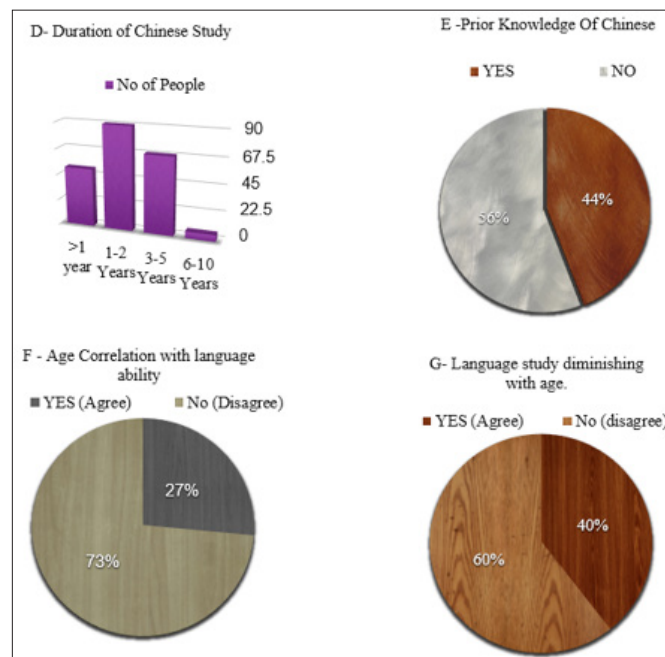 D- Duration of Chinese Study
No of People
90
67.5
45
22.5
0
>1
year
1-2
Years
3-5
Years
6-10
Years
E -Prior Knowledge Of Chinese
YES
NO
56%
44%
F - Age Correlation with language
ability
YES (Agree)
No (Disagree)
27%
73%
G- Language study diminishing
with age.
YES (Agree)
No (disagree)
40%
60%